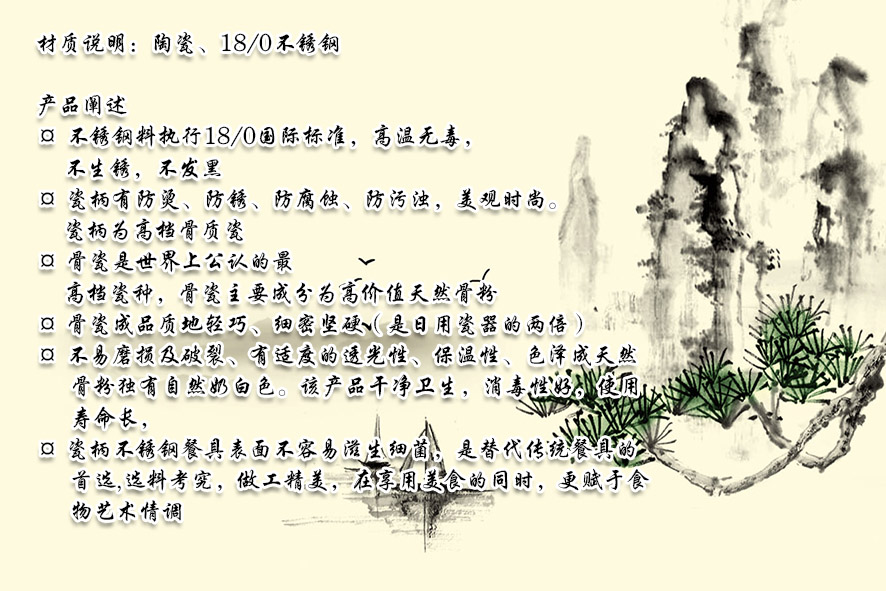 材质说明：陶瓷、18/0不锈钢
产品阐述
¤ 不锈钢料执行18/0国际标准，高温无毒，
不生锈，不发黑
¤ 瓷柄有防烫、防锈、防腐蚀、防污浊，美观时尚。
瓷柄为高档骨质瓷
¤ 骨瓷是世界上公认的最
高档瓷种，骨瓷主要成分为高价值天然骨粉
¤ 骨瓷成品质地轻巧、细密坚硬（是日用瓷器的两倍）
¤ 不易磨损及破裂、有适度的透光性、保温性、色泽成天然
骨粉独有自然奶白色。该产品干净卫生，消毒性好，使用
寿命长，
¤ 瓷柄不锈钢餐具表面不容易滋生细菌，是替代传统餐具的
首选,选料考究，做工精美，在享用美食的同时，更赋于食
物艺术情调